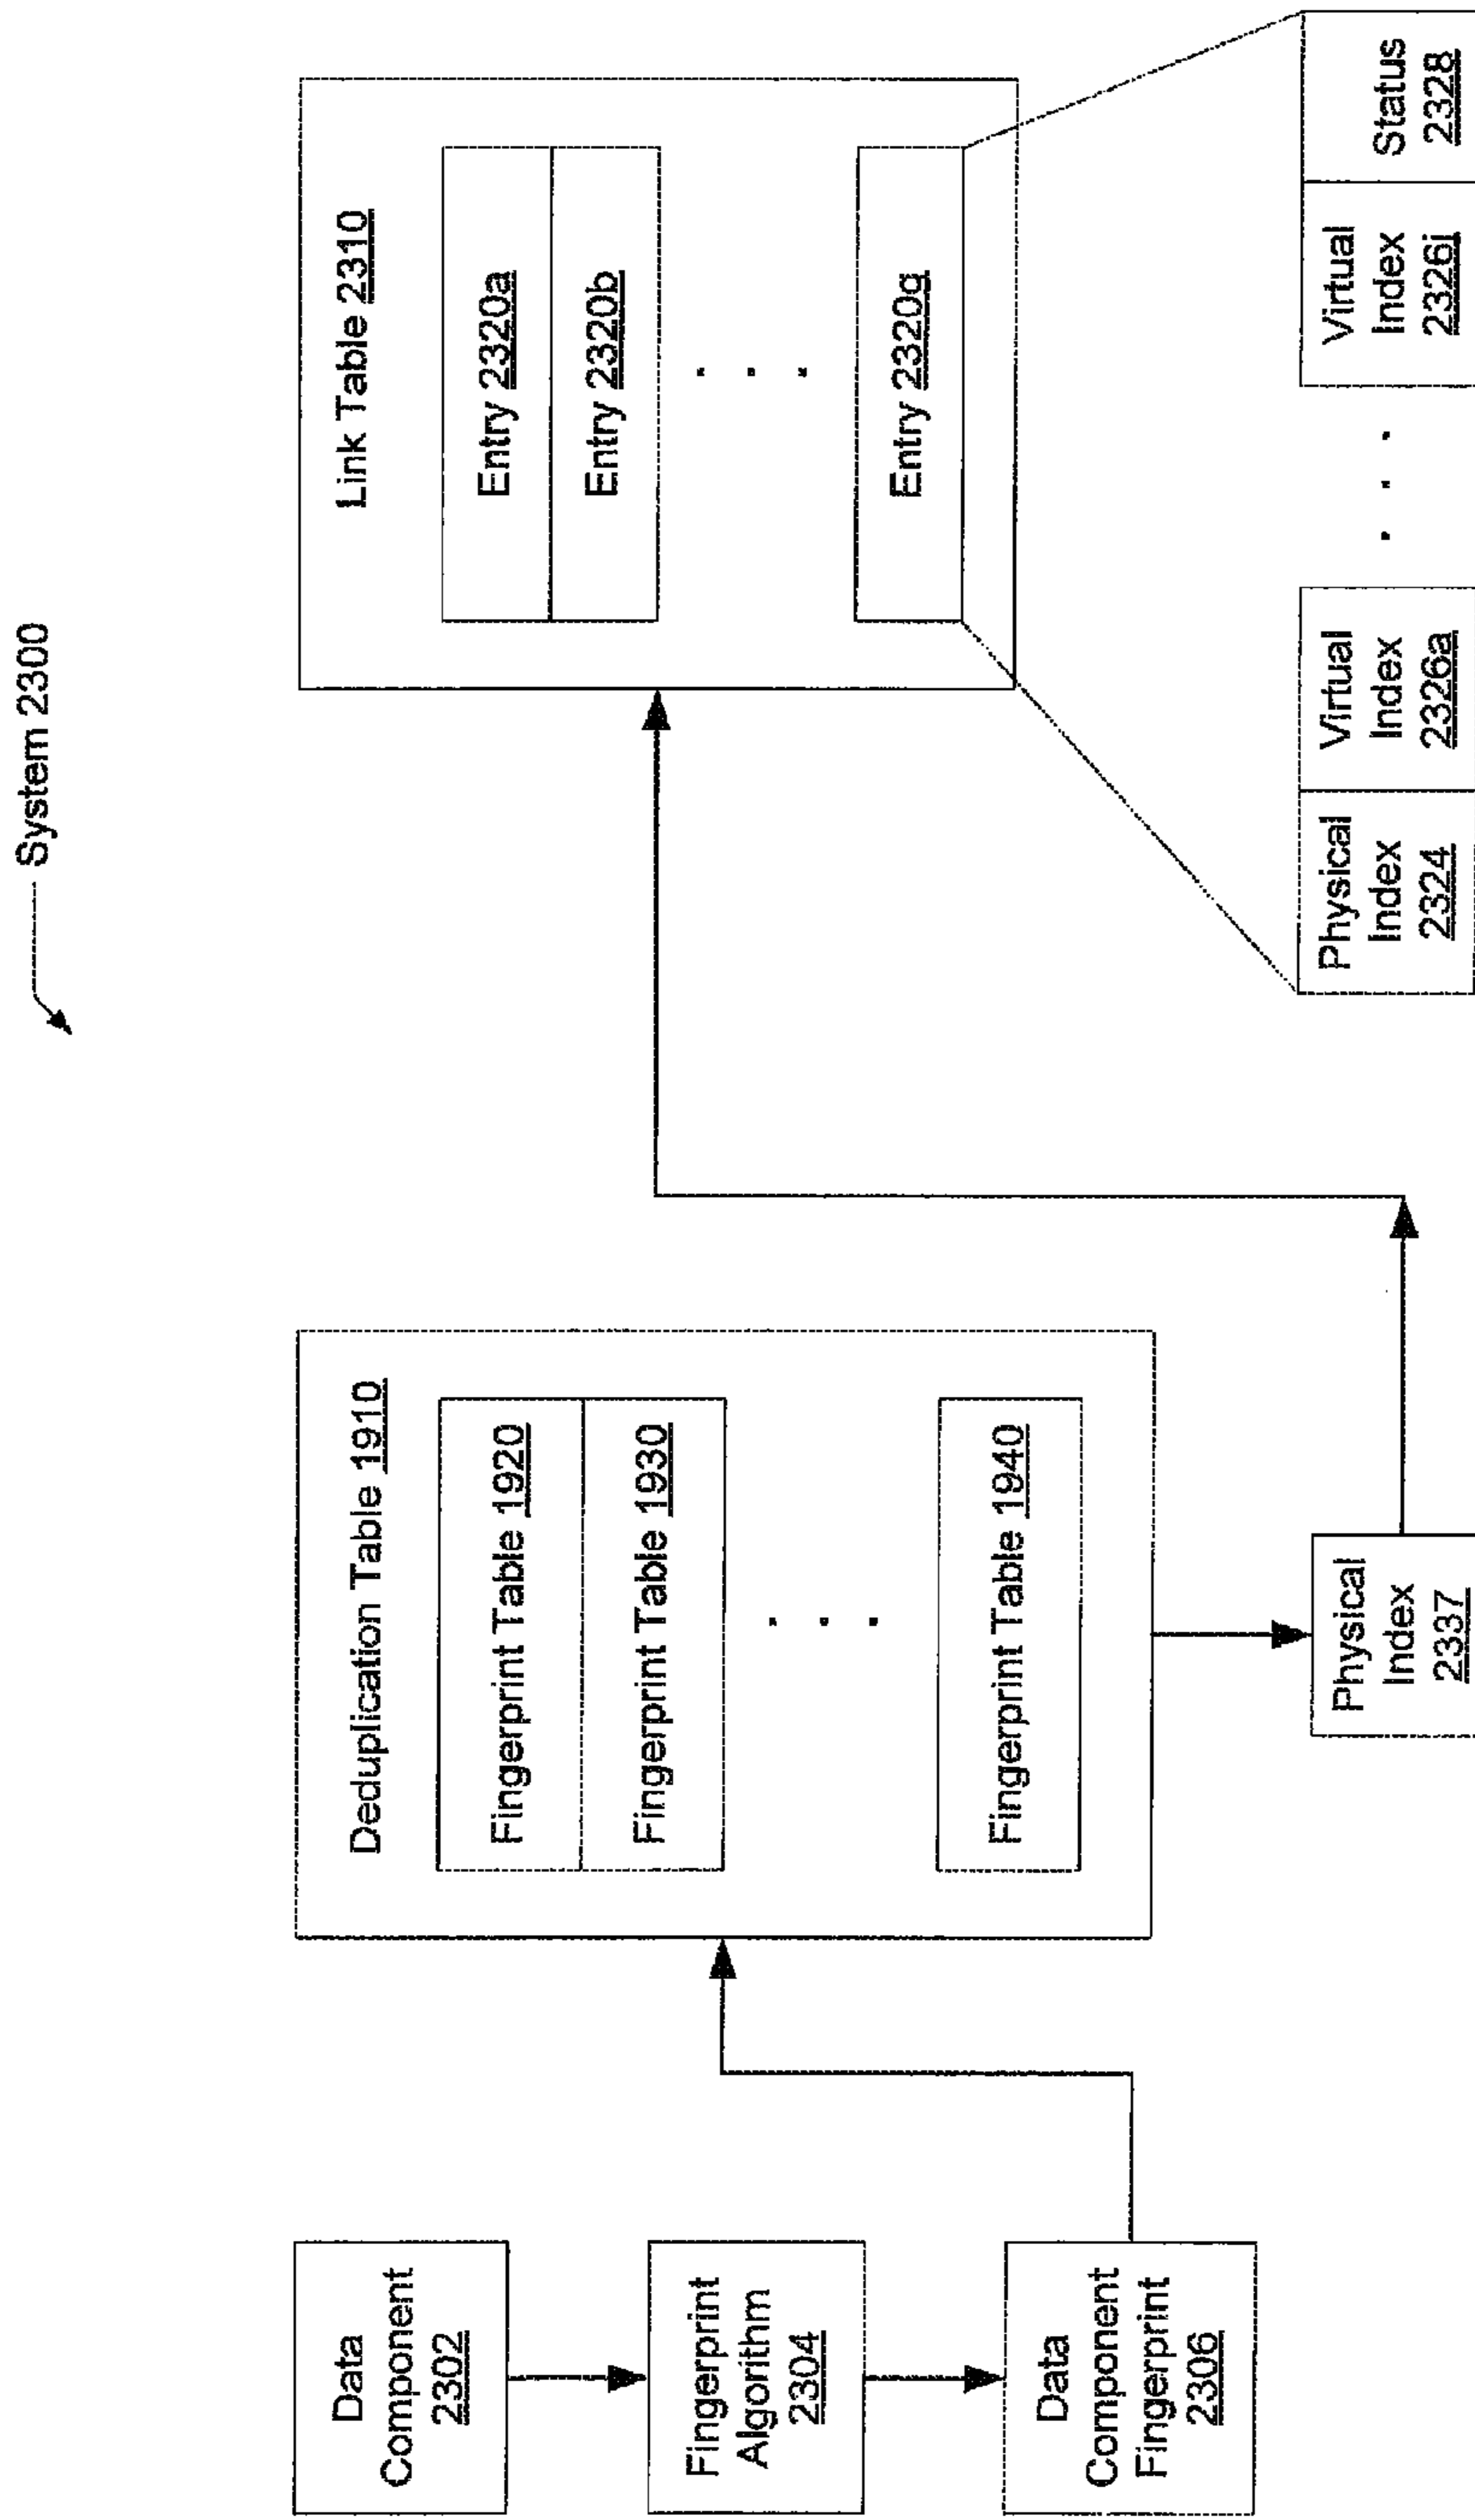 System 2300
Data
Component
2302
Fingerprint
Algorithm
2304
Data
Component
Fingerprint
2306
Deduplication Table 1910
Fingerprint Table 1920
Fingerprint Table 1930
. . .
Fingerprint Table 1940
Physical
Index
2337
Link Table 2310
Entry 2320a
Entry 2320b
. . .
Entry 2320g
Physical
Index
2324
Virtual
Index
2326a
. . .
Virtual
Index
2326j
Status
2328